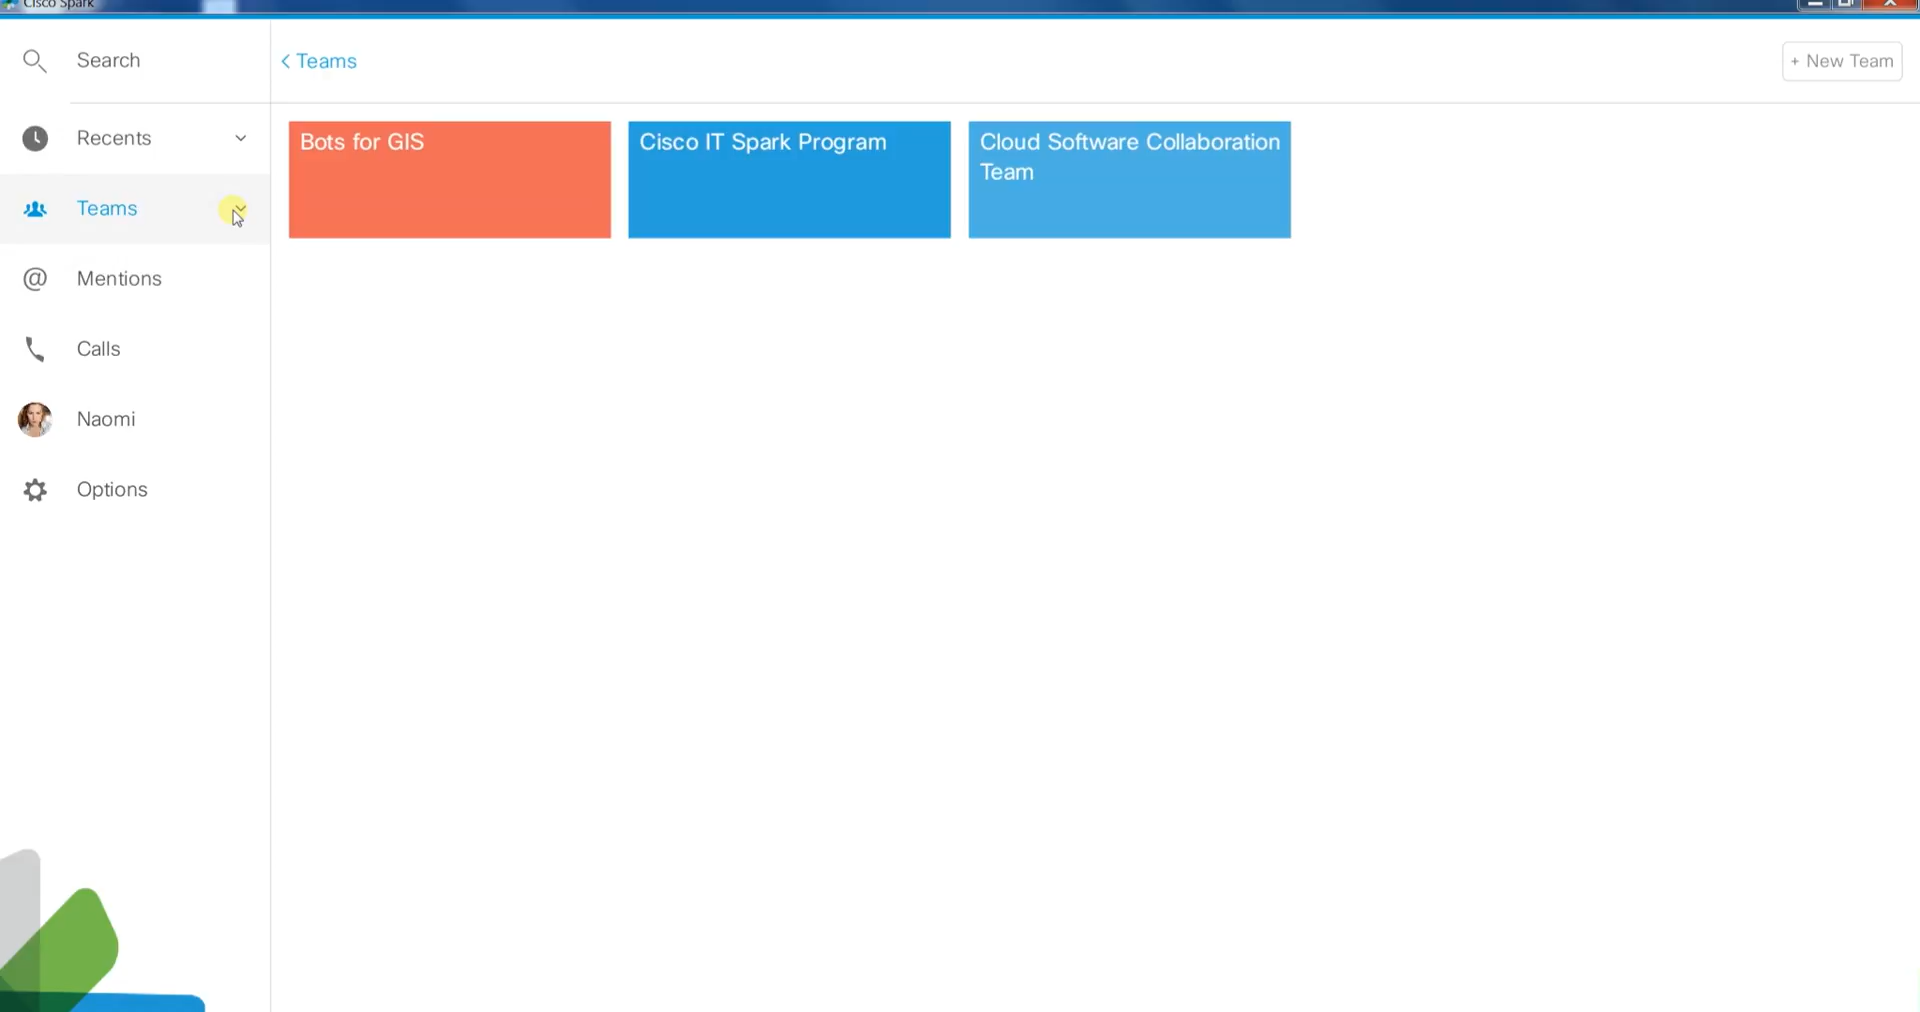 Cisco Spark
Search
< Teams
+ New Team
Recents
Teams
@ Mentions
Calls
Naomi
Options
Bots for GIS
Cisco IT Spark Program
Cloud Software Collaboration
Team